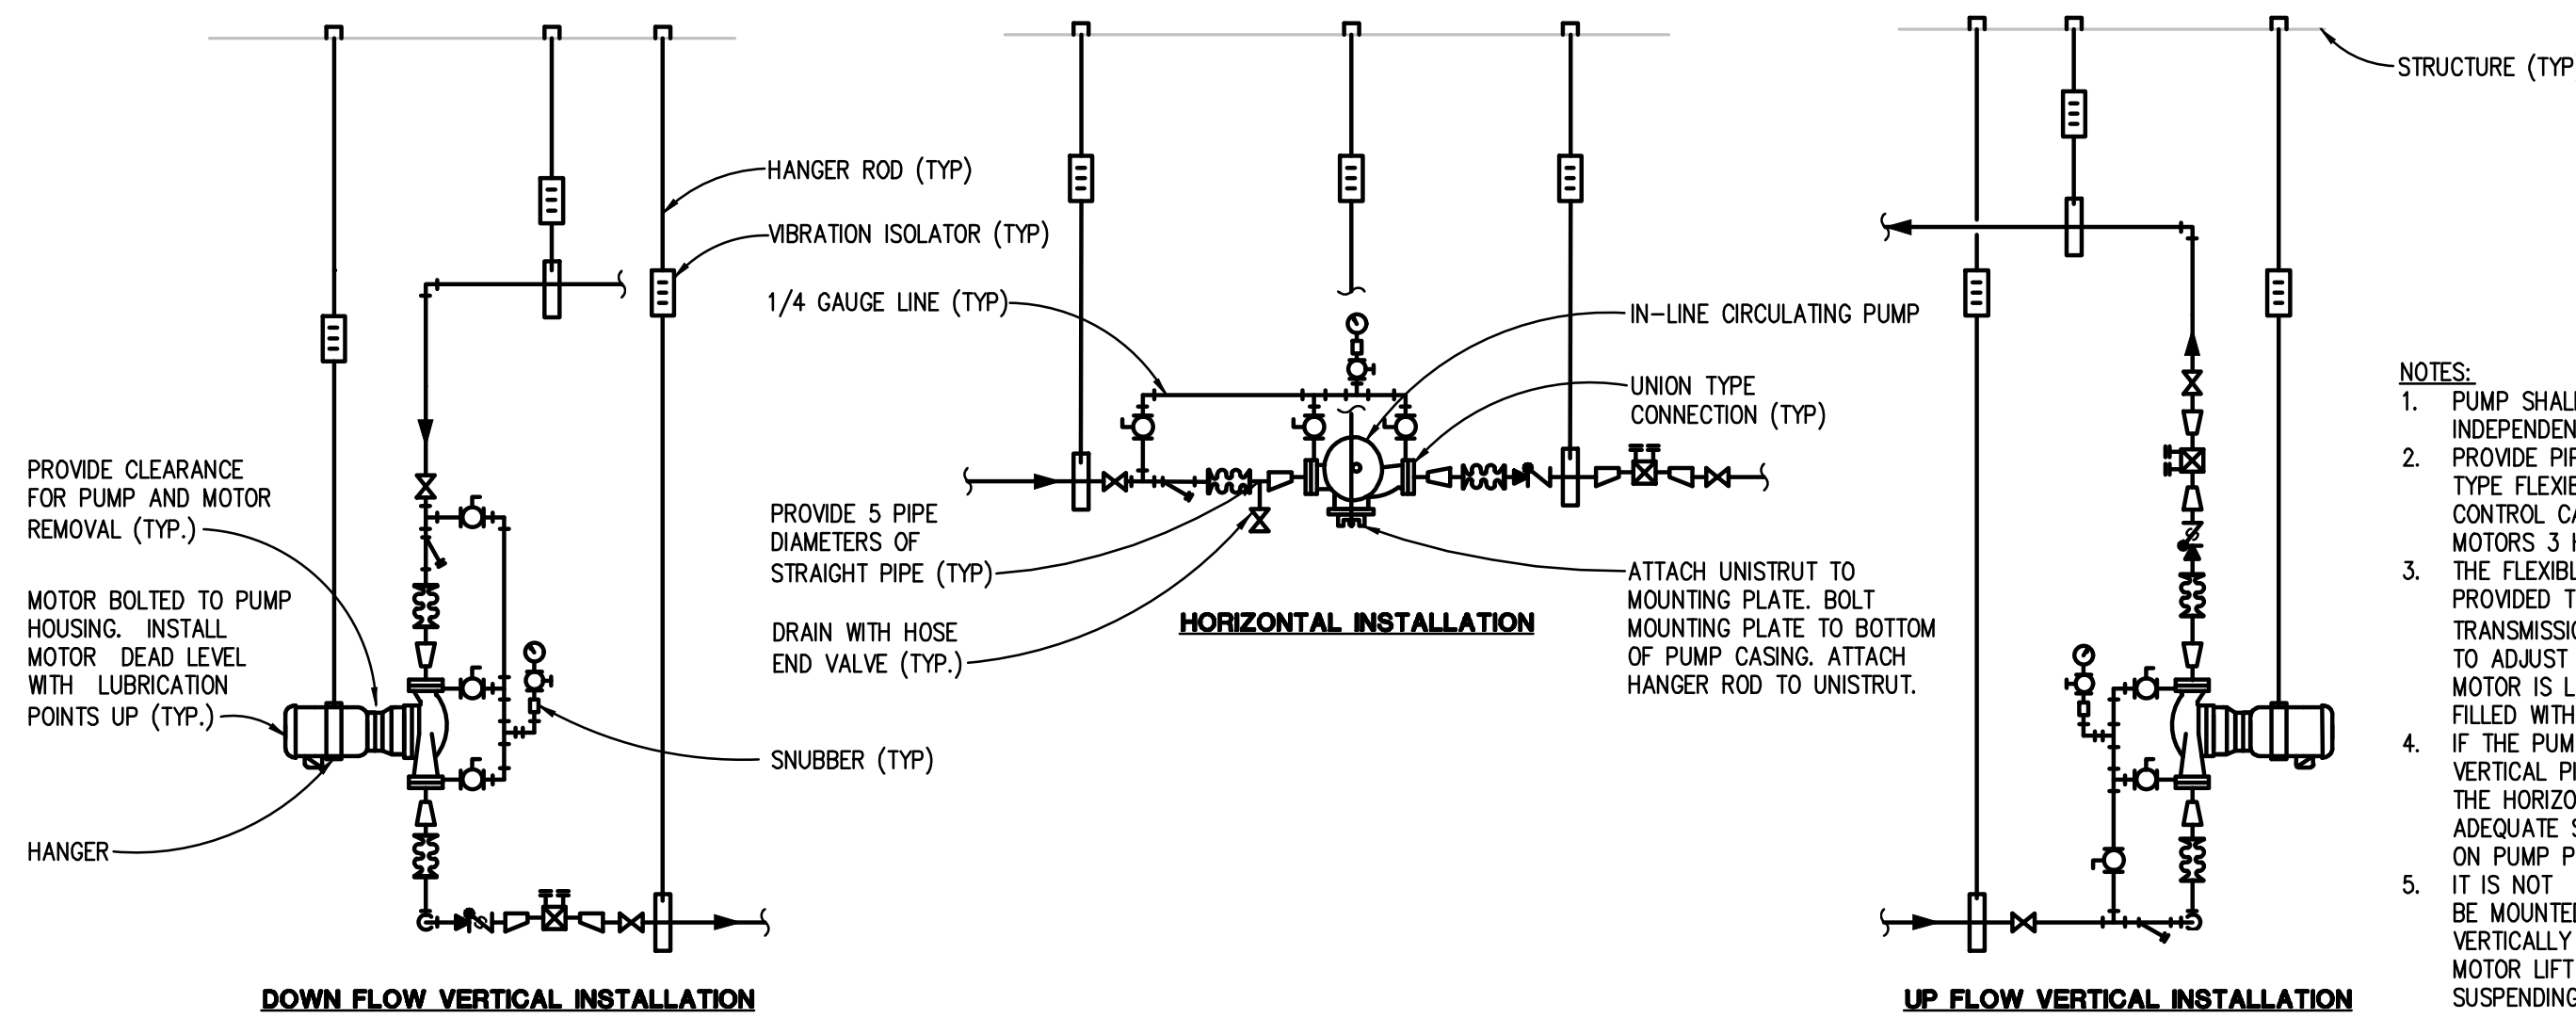 STRUCTURE (TYP
HANGER ROD (TYP)
VIBRATION ISOLATOR (TYP)
1/4 GAUGE LINE (TYP)
IN-LINE CIRCULATING PUMP
UNION TYPE
CONNECTION (TYP)
PROVIDE CLEARANCE
FOR PUMP AND MOTOR
REMOVAL (TYP.)
MOTOR BOLTED TO PUMP
HOUSING. INSTALL
MOTOR DEAD LEVEL
WITH LUBRICATION
POINTS UP (TYP.)
HANGER
PROVIDE 5 PIPE
DIAMETERS OF
STRAIGHT PIPE (TYP)
DRAIN WITH HOSE
END VALVE (TYP.)
SNUBBER (TYP)
ATTACH UNISTRUT TO
MOUNTING PLATE. BOLT
MOUNTING PLATE TO BOTTOM
OF PUMP CASING. ATTACH
HANGER ROD TO UNISTRUT.
HORIZONTAL INSTALLATION
DOWN FLOW VERTICAL INSTALLATION
UP FLOW VERTICAL INSTALLATION
NOTES:
1. PUMP SHALL
INDEPENDEN
2. PROVIDE PIP
TYPE FLEXIB
CONTROL CA
MOTORS 3 H
3. THE FLEXIBL
PROVIDED T
TRANSMISSIO
TO ADJUST
MOTOR IS L
FILLED WITH
4. IF THE PUM
VERTICAL PI
THE HORIZO
ADEQUATE S
ON PUMP P
5. IT IS NOT
BE MOUNTED
VERTICALLY
MOTOR LIFT
SUSPENDING